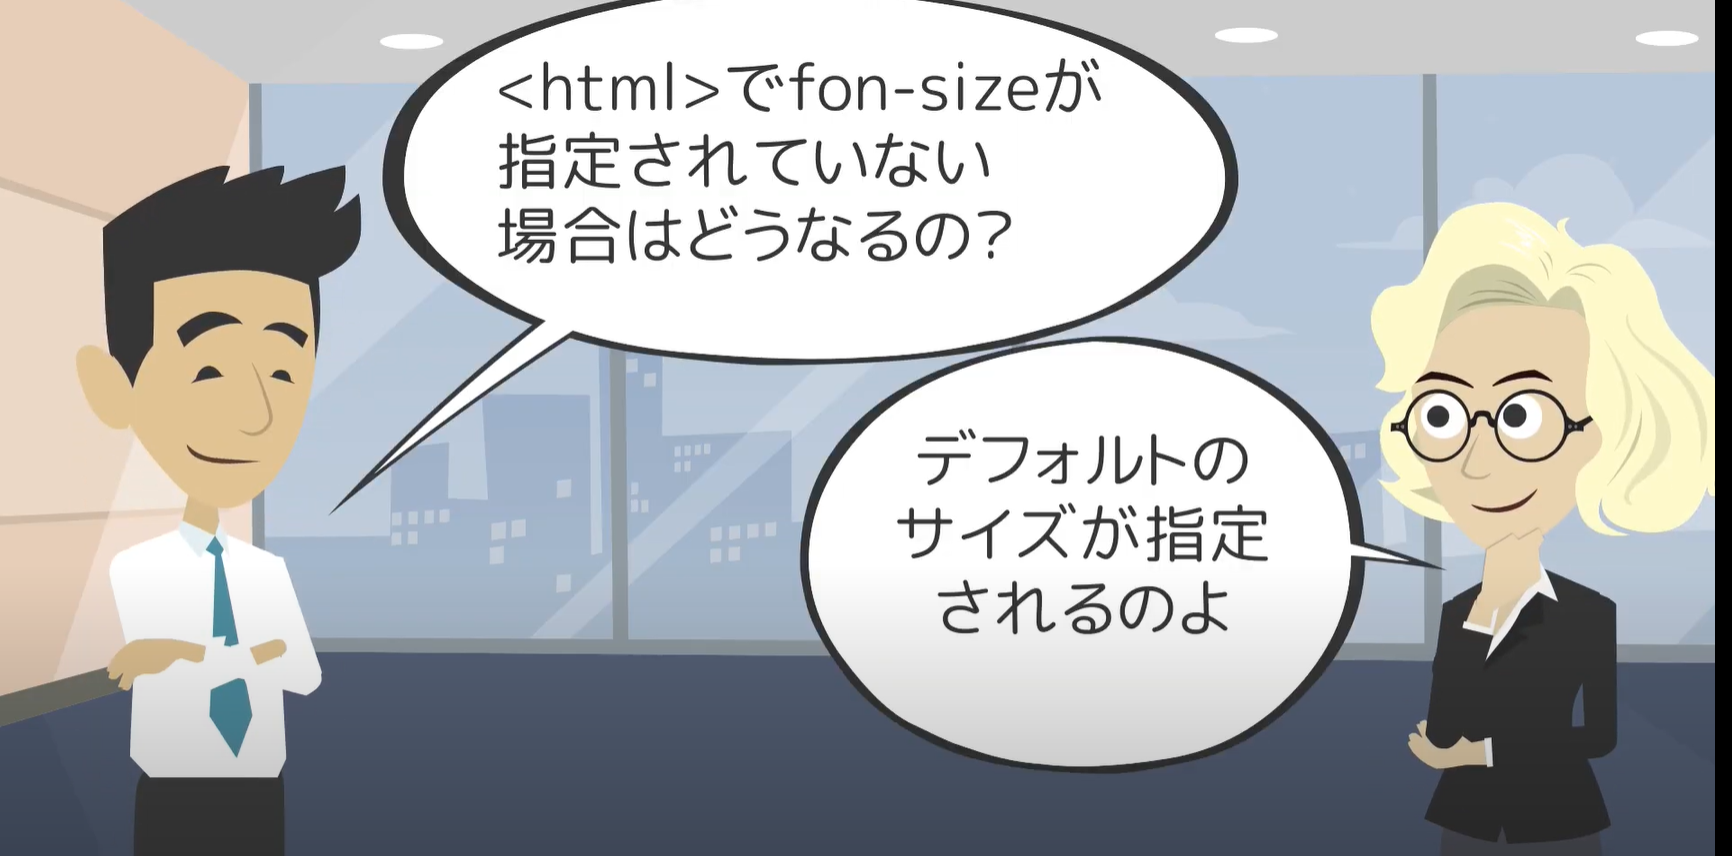 <html>でfon-sizeが
指定されていない
場合はどうなるの?
デフォルトの
サイズが指定
されるのよ